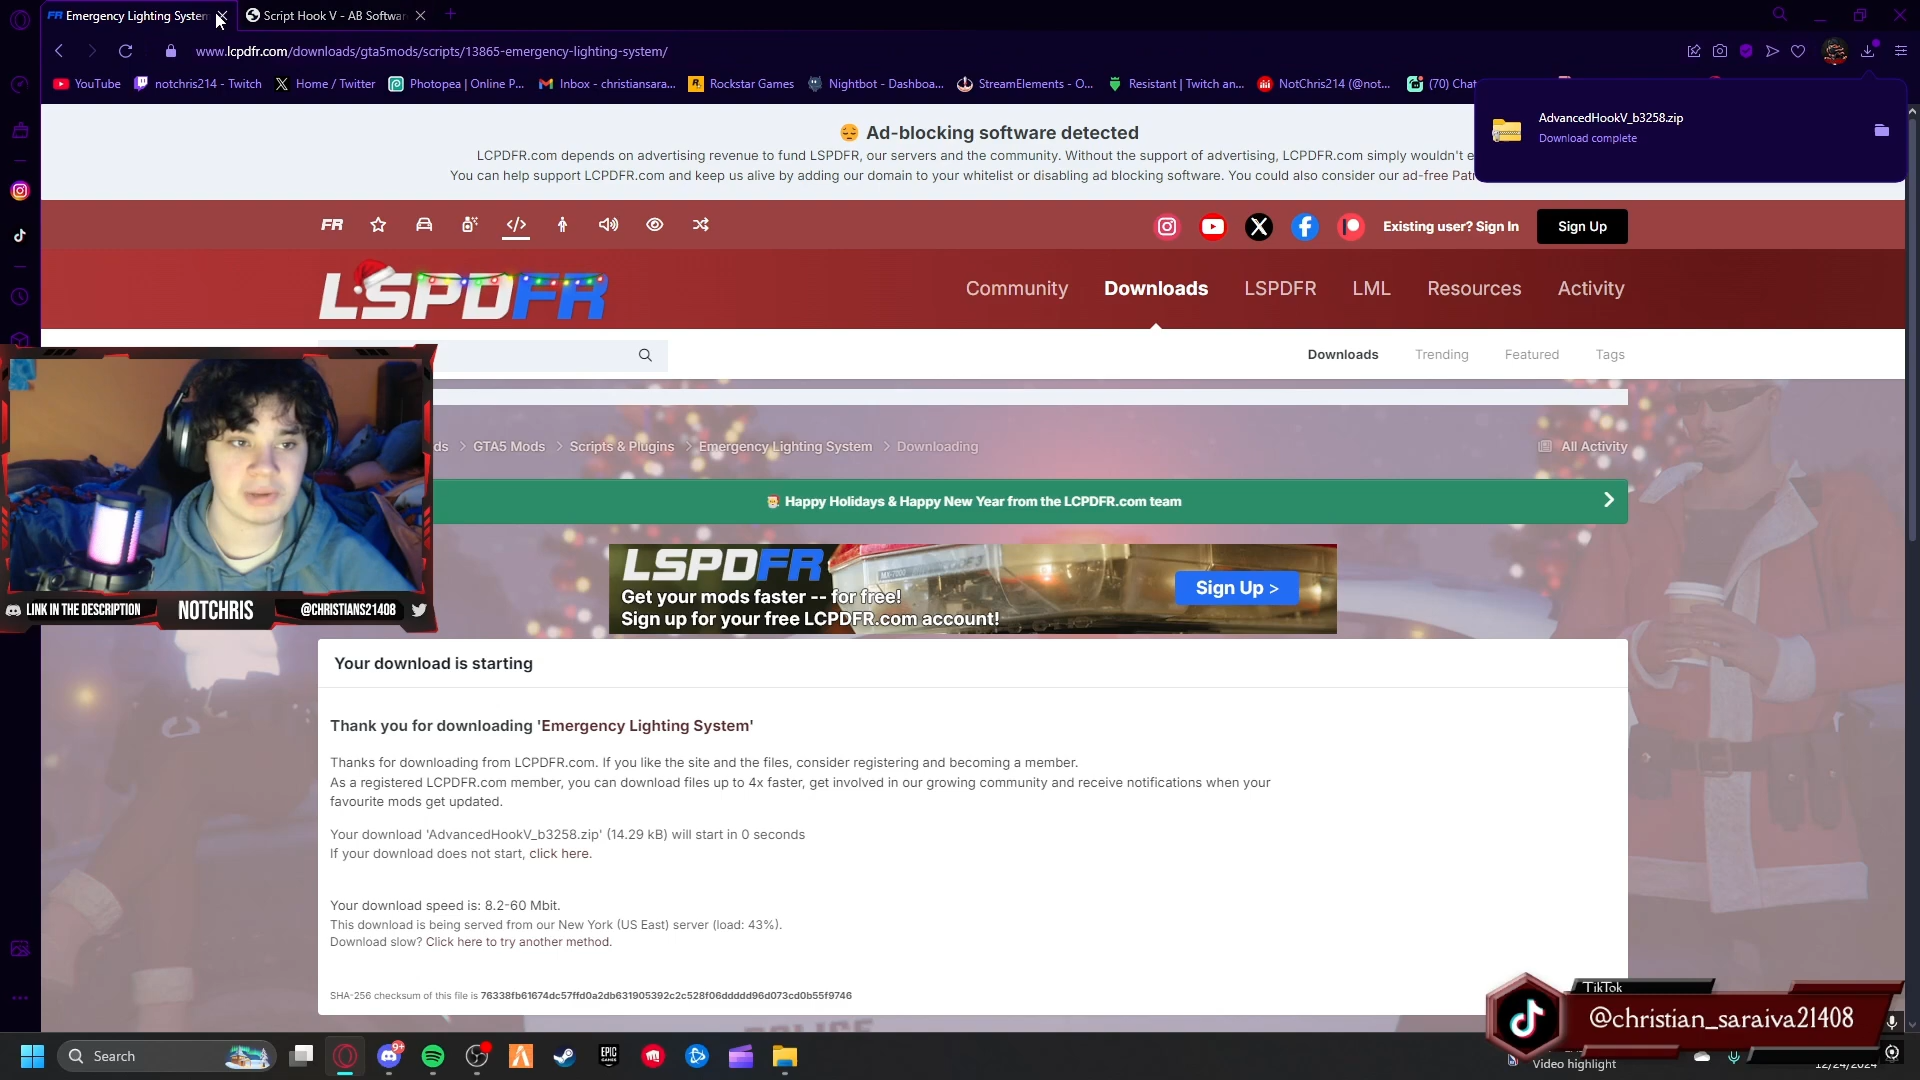 FR Emergency Lighting System
Script Hook V - AB Softwar
www.lcpdfr.com/downloads/gta5mods/scripts/13865-emergency-lighting-system/
YouTube
notchris214 - Twitch
Home / Twitter
Photopea | Online P...
Inbox - christiansara...
Rockstar Games
Nightbot - Dashboa...
StreamElements - O...
Resistant | Twitch an...
NotChris214 (@not...
(70) Chat
AdvancedHookV_b3258.zip
Download complete
Ad-blocking software detected
LCPDFR.com depends on advertising revenue to fund LSPDFR, our servers and the community. Without the support of advertising, LCPDFR.com simply wouldn't e
You can help support LCPDFR.com and keep us alive by adding our domain to your whitelist or disabling ad blocking software. You could also consider our ad-free Pat
FR
Existing user? Sign In
Sign Up
LSPDFR
Community
Downloads
LSPDFR
LML
Resources
Activity
Downloads
Trending
Featured
Tags
ds > GTA5 Mods > Scripts & Plugins > Emergency Lighting System > Downloading
All Activity
Happy Holidays & Happy New Year from the LCPDFR.com team
LSPDFR
Get your mods faster -- for free!
Sign up for your free LCPDFR.com account!
Sign Up >
LINK IN THE DESCRIPTION
NOTCHRIS
@CHRISTIANS21408
Your download is starting
Thank you for downloading 'Emergency Lighting System'
Thanks for downloading from LCPDFR.com. If you like the site and the files, consider registering and becoming a member.
As a registered LCPDFR.com member, you can download files up to 4x faster, get involved in our growing community and receive notifications when your
favourite mods get updated.
Your download 'AdvancedHookV_b3258.zip' (14.29 kB) will start in 0 seconds
If your download does not start, click here.
Your download speed is: 8.2-60 Mbit.
This download is being served from our New York (US East) server (load: 43%).
Download slow? Click here to try another method.
SHA-256 checksum of this file is 76338fb61674dc57ffd0a2db631905392c2c528f06ddddd96d073cd0b55f9746
POLICE
TikTok
@christian_saraiva21408
Search
9+
EPIC GAMES
Video highlight
12/24/2024